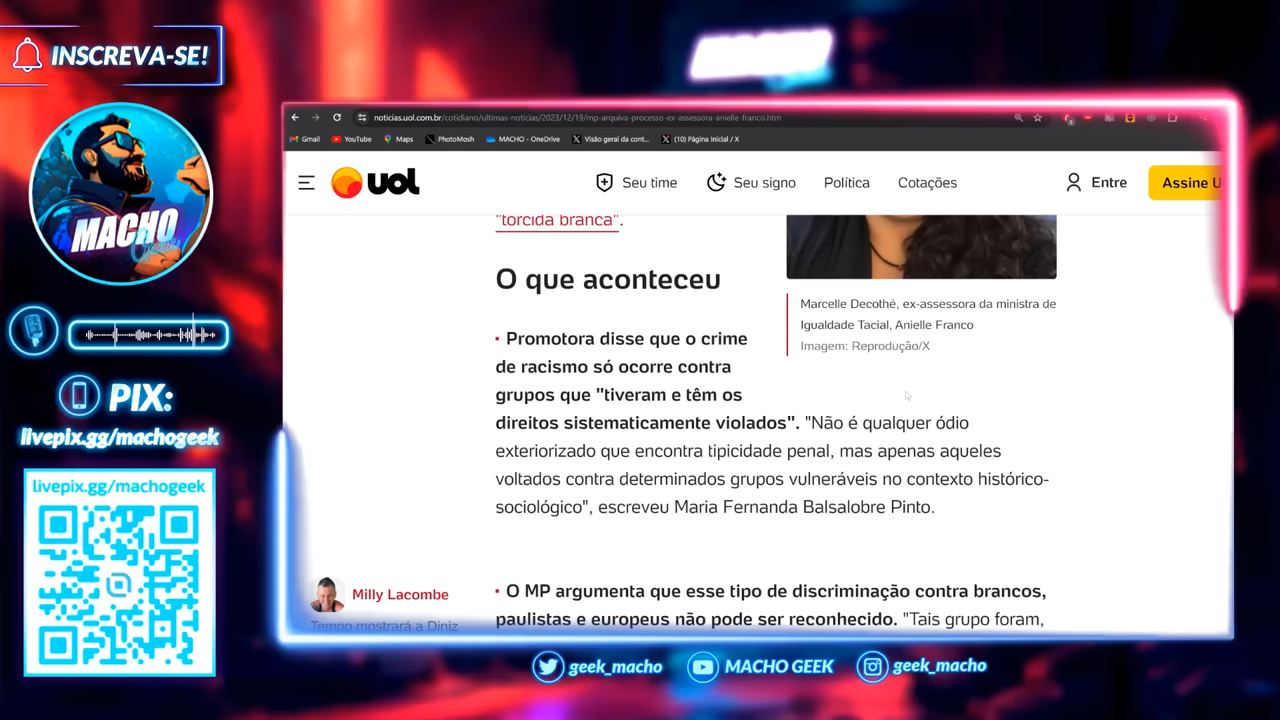 INSCREVA-SE!
MACHO
Geek
PIX:
livepix.gg/machogeek
livepix.gg/machogeek
noticias.uol.com.br/cotidiano/ultimas-noticias/2023/12/19/mp-arquiva-processo-ex-assessora-anielle-franco.htm
Gmail YouTube Maps PhotoMosh MACHO - OneDrive Visão geral da cont... (10) Página Inicial / X
uol Seu time Seu signo Política Cotações Entre Assine U
"torcida branca".
O que aconteceu
Marcelle Decothé, ex-assessora da ministra de
Igualdade Tacial, Anielle Franco
Imagem: Reprodução/X
Promotora disse que o crime
de racismo só ocorre contra
grupos que "tiveram e têm os
direitos sistematicamente violados". "Não é qualquer ódio
exteriorizado que encontra tipicidade penal, mas apenas aqueles
voltados contra determinados grupos vulneráveis no contexto histórico-
sociológico", escreveu Maria Fernanda Balsalobre Pinto.
Milly Lacombe
Tempo mostrará a Diniz
O MP argumenta que esse tipo de discriminação contra brancos,
paulistas e europeus não pode ser reconhecido. "Tais grupo foram,
geek_macho MACHO GEEK geek_macho